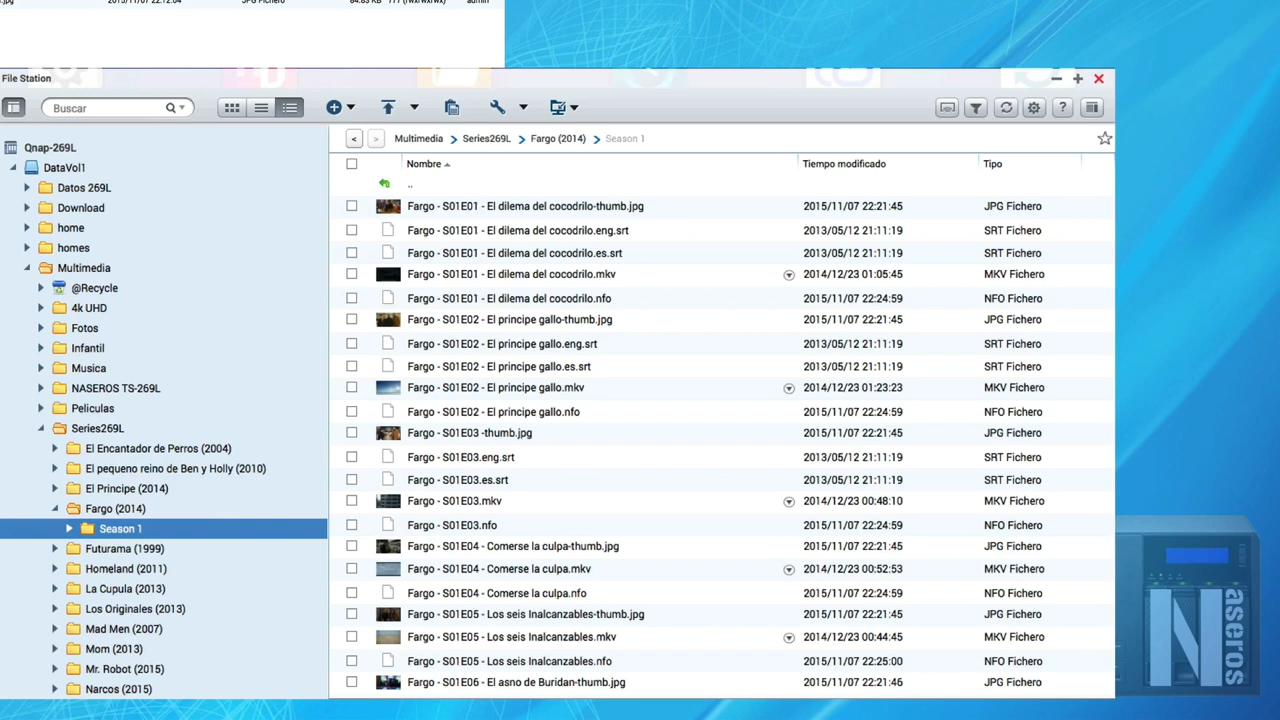 .jpg 2015/11/07 22:12:04 JPG Fichero 84.83 KB 777 (rwxrwxrwx) admin
File Station
Buscar
Qnap-269L
DataVol1
Datos 269L
Download
home
homes
Multimedia
@Recycle
4k UHD
Fotos
Infantil
Musica
NASEROS TS-269L
Peliculas
Series269L
El Encantador de Perros (2004)
El pequeno reino de Ben y Holly (2010)
El Principe (2014)
Fargo (2014)
Season 1
Futurama (1999)
Homeland (2011)
La Cupula (2013)
Los Originales (2013)
Mad Men (2007)
Mom (2013)
Mr. Robot (2015)
Narcos (2015)
< > Multimedia > Series269L > Fargo (2014) > Season 1
Nombre Tiempo modificado Tipo
..
Fargo - S01E01 - El dilema del cocodrilo-thumb.jpg 2015/11/07 22:21:45 JPG Fichero
Fargo - S01E01 - El dilema del cocodrilo.eng.srt 2013/05/12 21:11:19 SRT Fichero
Fargo - S01E01 - El dilema del cocodrilo.es.srt 2013/05/12 21:11:19 SRT Fichero
Fargo - S01E01 - El dilema del cocodrilo.mkv 2014/12/23 01:05:45 MKV Fichero
Fargo - S01E01 - El dilema del cocodrilo.nfo 2015/11/07 22:24:59 NFO Fichero
Fargo - S01E02 - El principe gallo-thumb.jpg 2015/11/07 22:21:45 JPG Fichero
Fargo - S01E02 - El principe gallo.eng.srt 2013/05/12 21:11:19 SRT Fichero
Fargo - S01E02 - El principe gallo.es.srt 2013/05/12 21:11:19 SRT Fichero
Fargo - S01E02 - El principe gallo.mkv 2014/12/23 01:23:23 MKV Fichero
Fargo - S01E02 - El principe gallo.nfo 2015/11/07 22:24:59 NFO Fichero
Fargo - S01E03 -thumb.jpg 2015/11/07 22:21:45 JPG Fichero
Fargo - S01E03.eng.srt 2013/05/12 21:11:19 SRT Fichero
Fargo - S01E03.es.srt 2013/05/12 21:11:19 SRT Fichero
Fargo - S01E03.mkv 2014/12/23 00:48:10 MKV Fichero
Fargo - S01E03.nfo 2015/11/07 22:24:59 NFO Fichero
Fargo - S01E04 - Comerse la culpa-thumb.jpg 2015/11/07 22:21:45 JPG Fichero
Fargo - S01E04 - Comerse la culpa.mkv 2014/12/23 00:52:53 MKV Fichero
Fargo - S01E04 - Comerse la culpa.nfo 2015/11/07 22:24:59 NFO Fichero
Fargo - S01E05 - Los seis Inalcanzables-thumb.jpg 2015/11/07 22:21:45 JPG Fichero
Fargo - S01E05 - Los seis Inalcanzables.mkv 2014/12/23 00:44:45 MKV Fichero
Fargo - S01E05 - Los seis Inalcanzables.nfo 2015/11/07 22:25:00 NFO Fichero
Fargo - S01E06 - El asno de Buridan-thumb.jpg 2015/11/07 22:21:46 JPG Fichero
Naseros